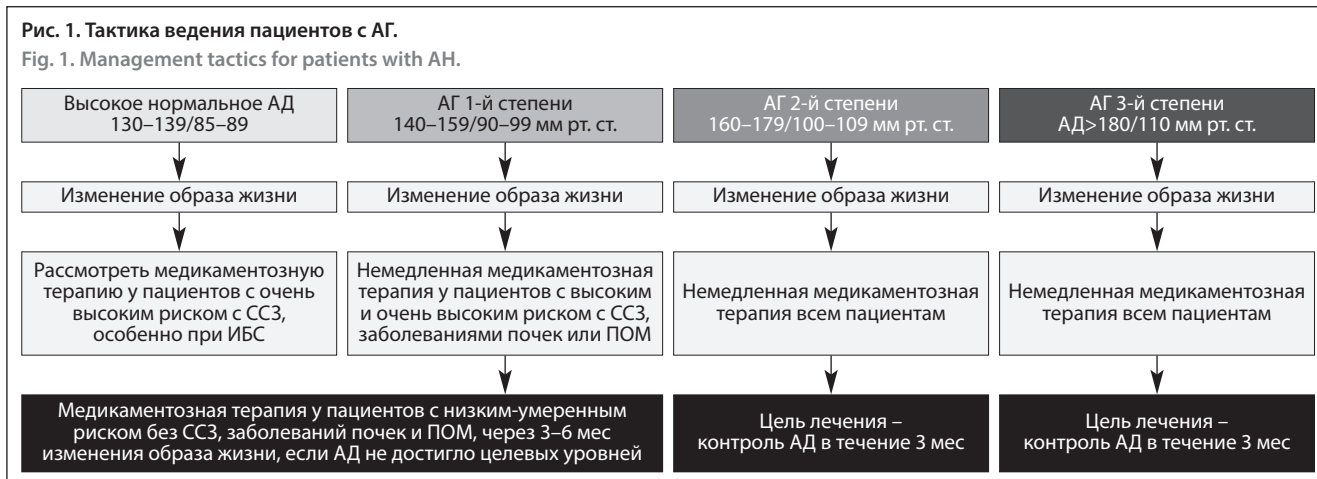 Рис. 1. Тактика ведения пациентов с АГ.
Fig. 1. Management tactics for patients with AH.
Высокое нормальное АД
130–139/85–89
АГ 1-й степени
140–159/90–99 мм рт. ст.
АГ 2-й степени
160–179/100–109 мм рт. ст.
АГ 3-й степени
АД>180/110 мм рт. ст.
Изменение образа жизни
Изменение образа жизни
Изменение образа жизни
Изменение образа жизни
Рассмотреть медикаментозную
терапию у пациентов с очень
высоким риском с ССЗ,
особенно при ИБС
Немедленная медикаментозная
терапия у пациентов с высоким
и очень высоким риском с ССЗ,
заболеваниями почек или ПОМ
Немедленная медикаментозная
терапия всем пациентам
Немедленная медикаментозная
терапия всем пациентам
Медикаментозная терапия у пациентов с низким-умеренным
риском без ССЗ, заболеваний почек и ПОМ, через 3–6 мес
изменения образа жизни, если АД не достигло целевых уровней
Цель лечения –
контроль АД в течение 3 мес
Цель лечения –
контроль АД в течение 3 мес